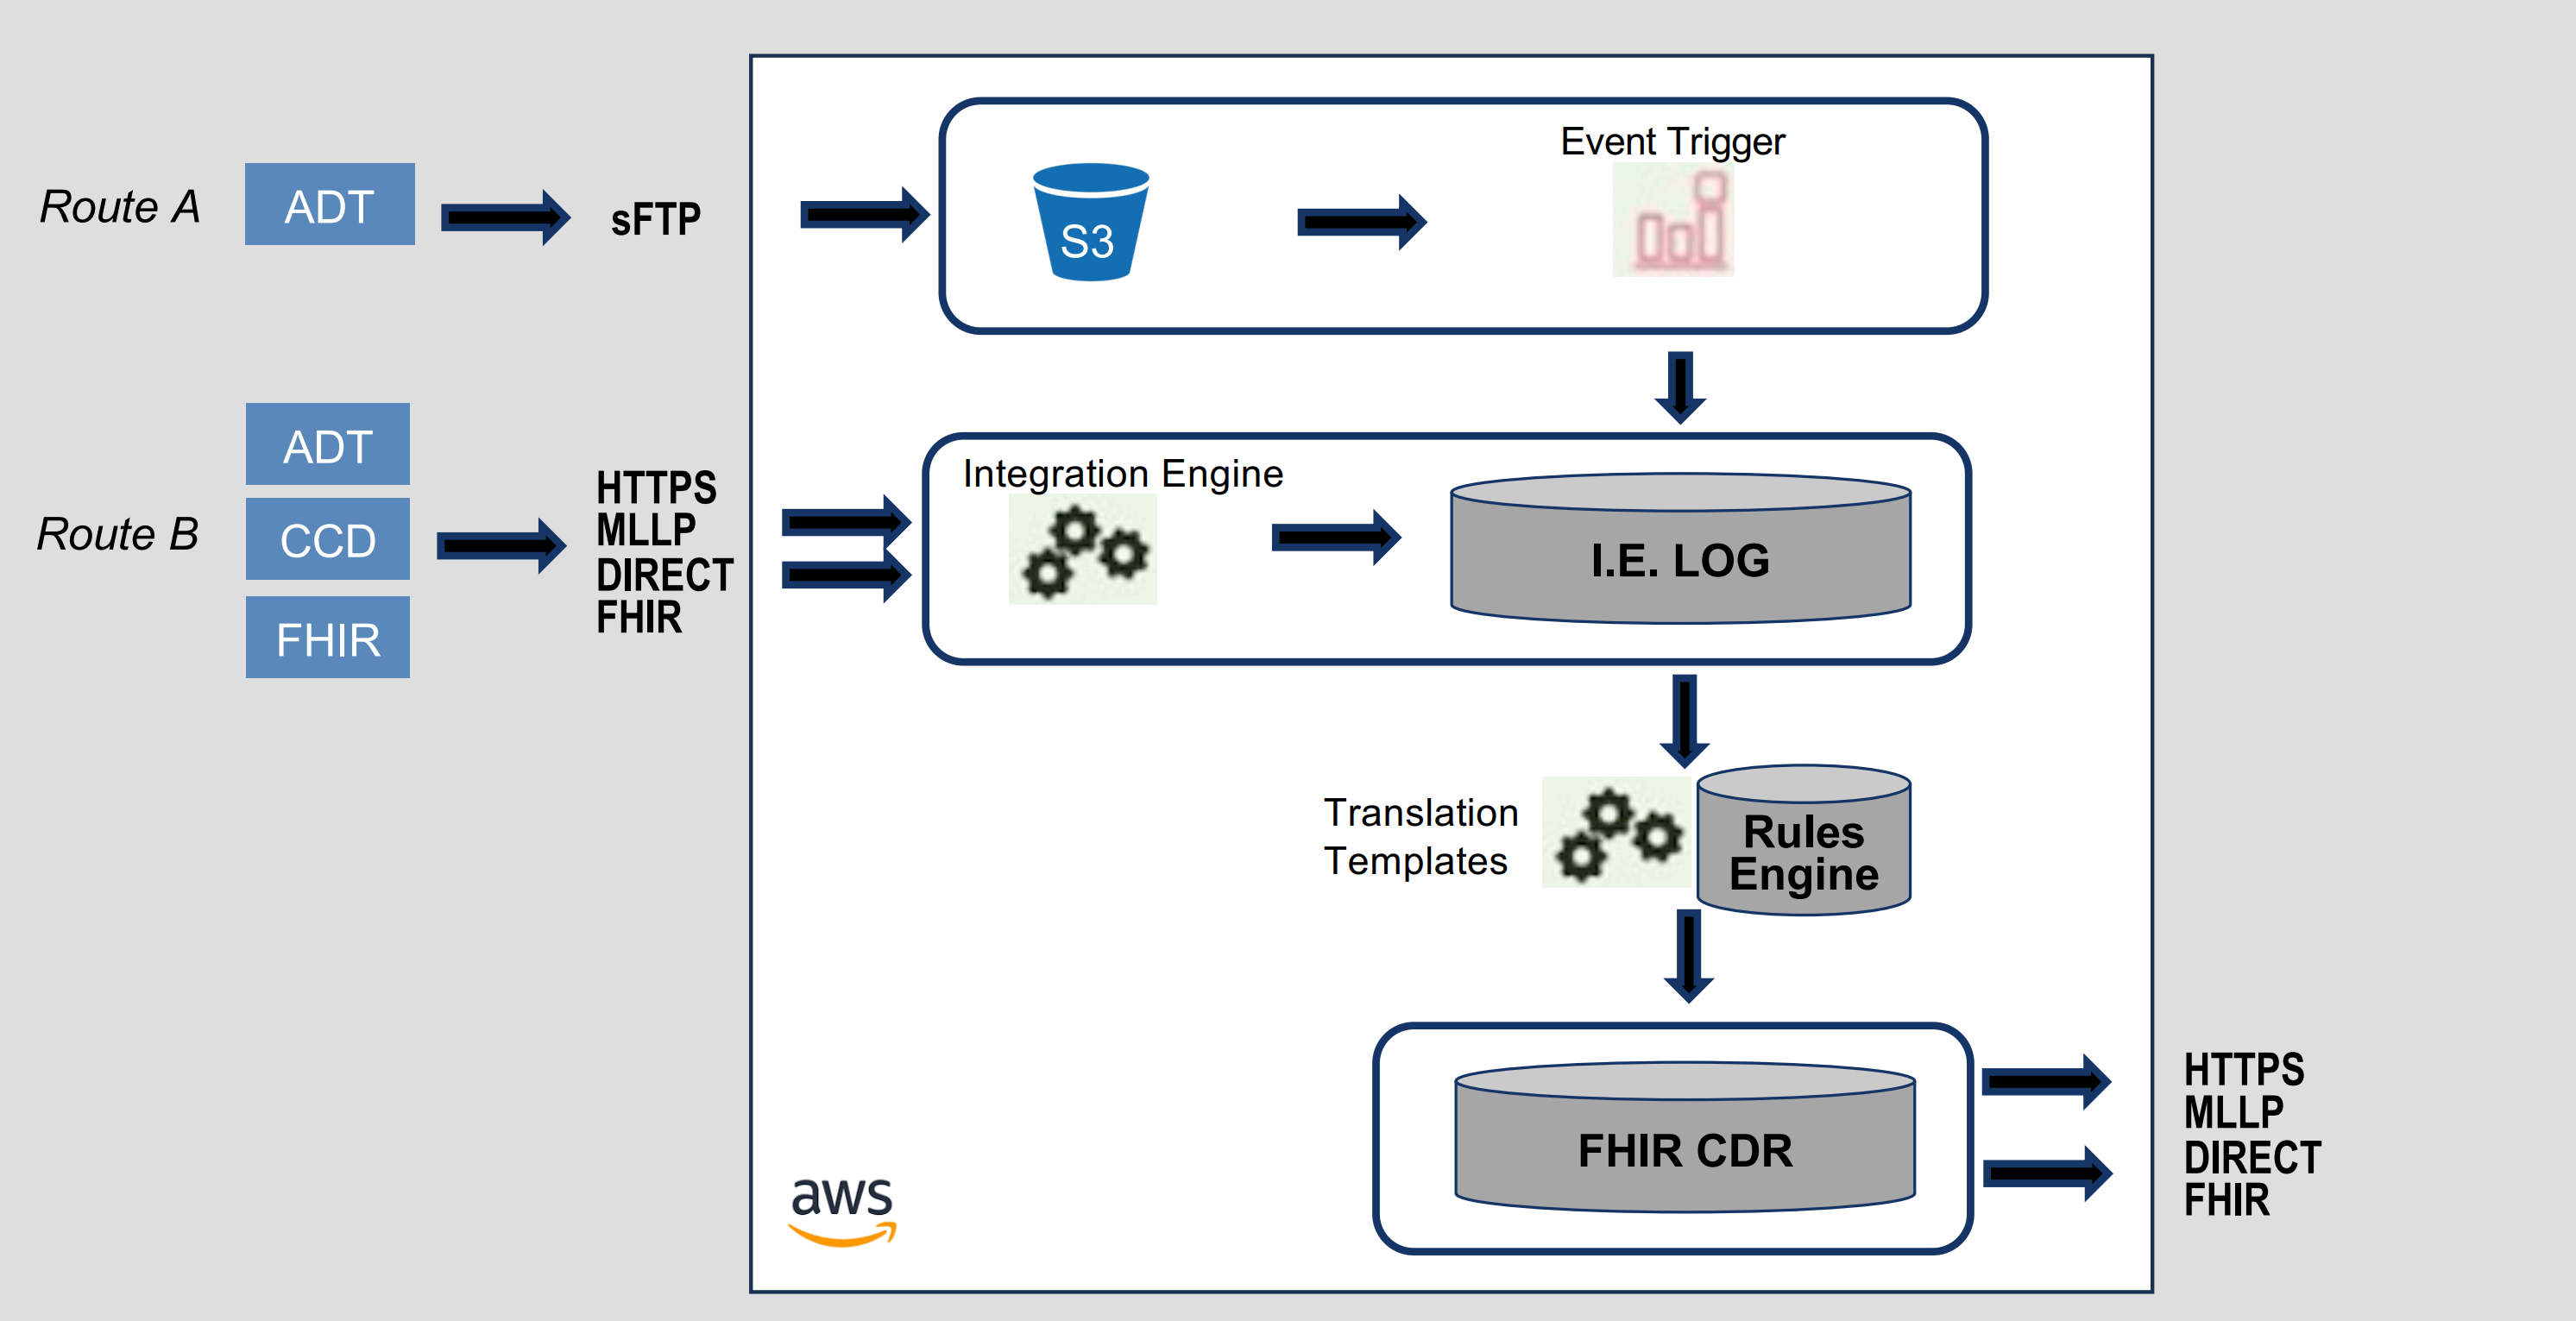 Route A
ADT
sFTP
S3
Event Trigger
Route B
ADT
CCD
FHIR
HTTPS
MLLP
DIRECT
FHIR
Integration Engine
I.E. LOG
Translation
Templates
Rules
Engine
FHIR CDR
HTTPS
MLLP
DIRECT
FHIR
aws